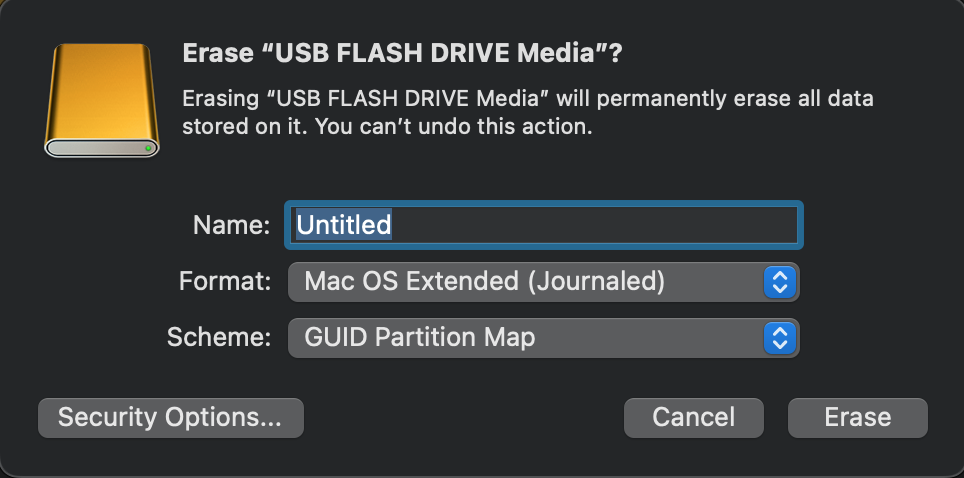 Erase “USB FLASH DRIVE Media”?
Erasing “USB FLASH DRIVE Media” will permanently erase all data
stored on it. You can’t undo this action.
Name: Untitled
Format: Mac OS Extended (Journaled)
Scheme: GUID Partition Map
Security Options... Cancel Erase